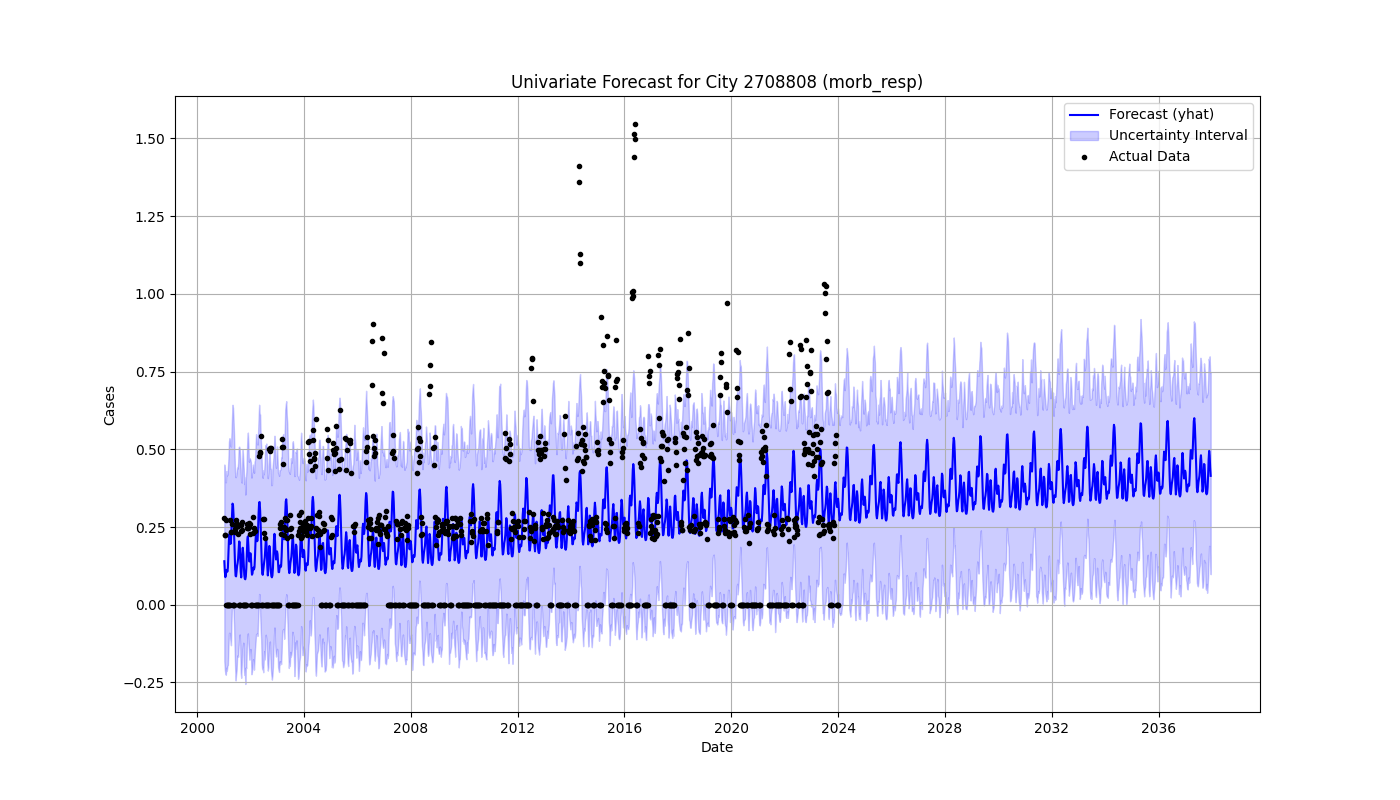 Univariate Forecast for City 2708808 (morb_resp)
Forecast (yhat)
Uncertainty Interval
Actual Data
Cases
1.50
1.25
1.00
0.75
0.50
0.25
0.00
−0.25
2000 2004 2008 2012 2016 2020 2024 2028 2032 2036
Date